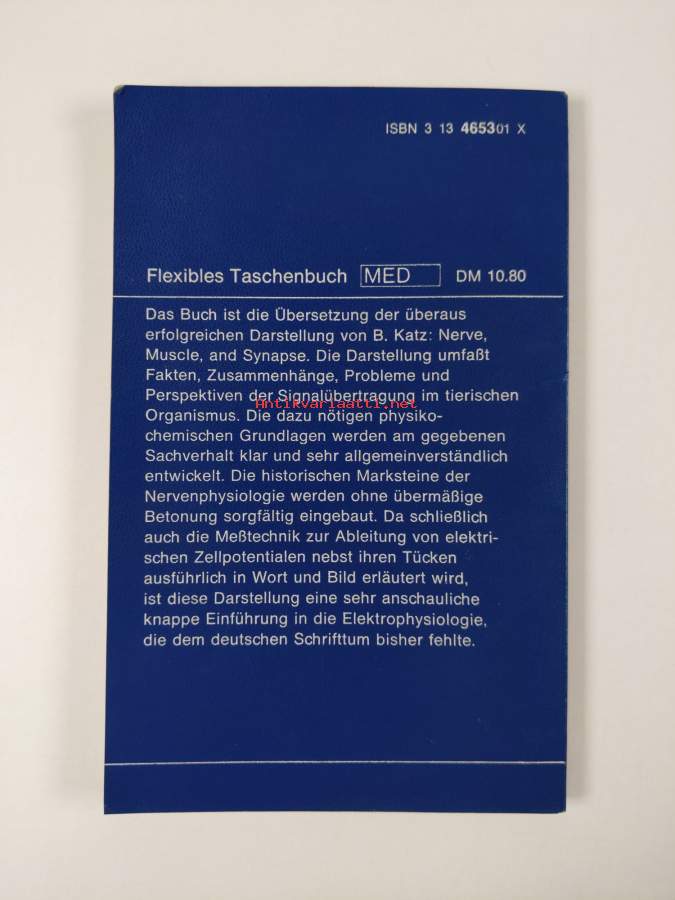 ISBN 3 13 465301 X
Flexibles Taschenbuch MED DM 10.80
Das Buch ist die Übersetzung der überaus
erfolgreichen Darstellung von B. Katz: Nerve,
Muscle, and Synapse. Die Darstellung umfaßt
Fakten, Zusammenhänge, Probleme und
Perspektiven der Signalübertragung im tierischen
Antikvariaatti.net
Organismus. Die dazu nötigen physiko-
chemischen Grundlagen werden am gegebenen
Sachverhalt klar und sehr allgemeinverständlich
entwickelt. Die historischen Marksteine der
Nervenphysiologie werden ohne übermäßige
Betonung sorgfältig eingebaut. Da schließlich
auch die Meßtechnik zur Ableitung von elektri-
schen Zellpotentialen nebst ihren Tücken
ausführlich in Wort und Bild erläutert wird,
ist diese Darstellung eine sehr anschauliche
knappe Einführung in die Elektrophysiologie,
die dem deutschen Schrifttum bisher fehlte.